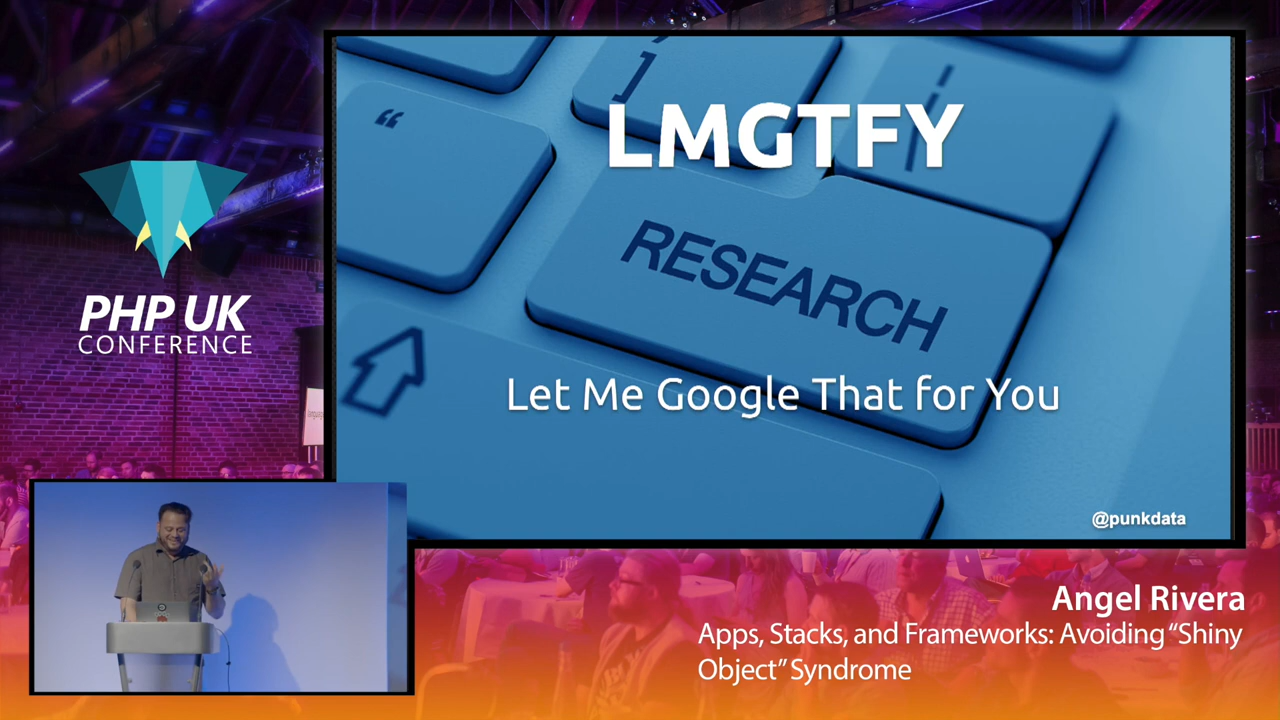 PHP UK
CONFERENCE
“
]
LMGTFY
RESEARCH
Let Me Google That for You
@punkdata
Angel Rivera
Apps, Stacks, and Frameworks: Avoiding “Shiny
Object” Syndrome